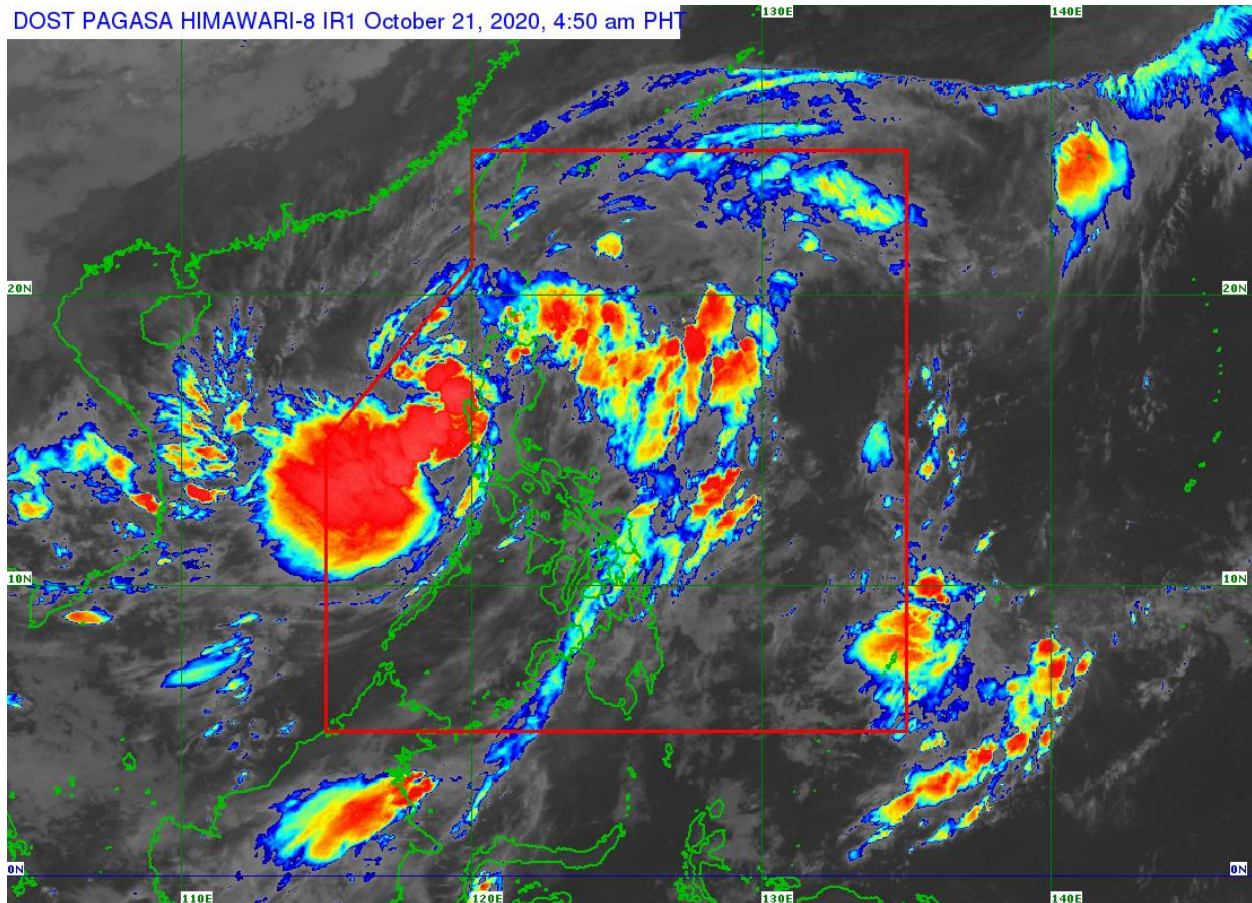 DOST PAGASA HIMAWARI-8 IR1 October 21, 2020, 4:50 am PHT
130E
140E
20N
20N
10N
10N
0N
0N
110E
120E
130E
140E